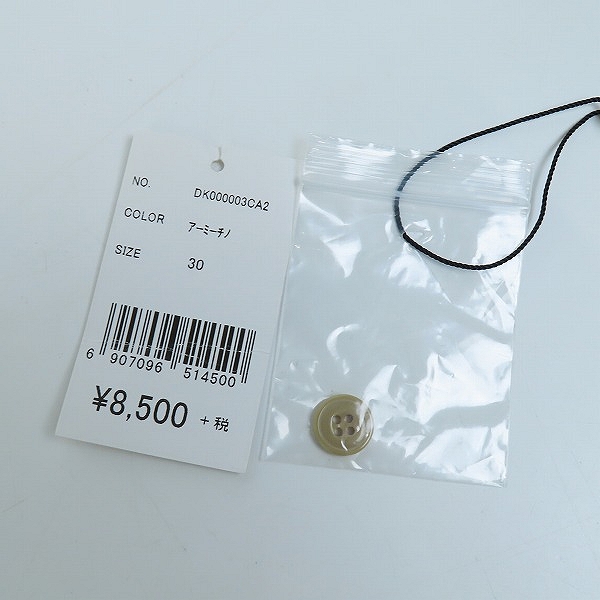 NO. DK000003CA2
COLOR ｱｰﾐｰﾁﾉ
SIZE 30
6 907096 514500
¥8,500 +税